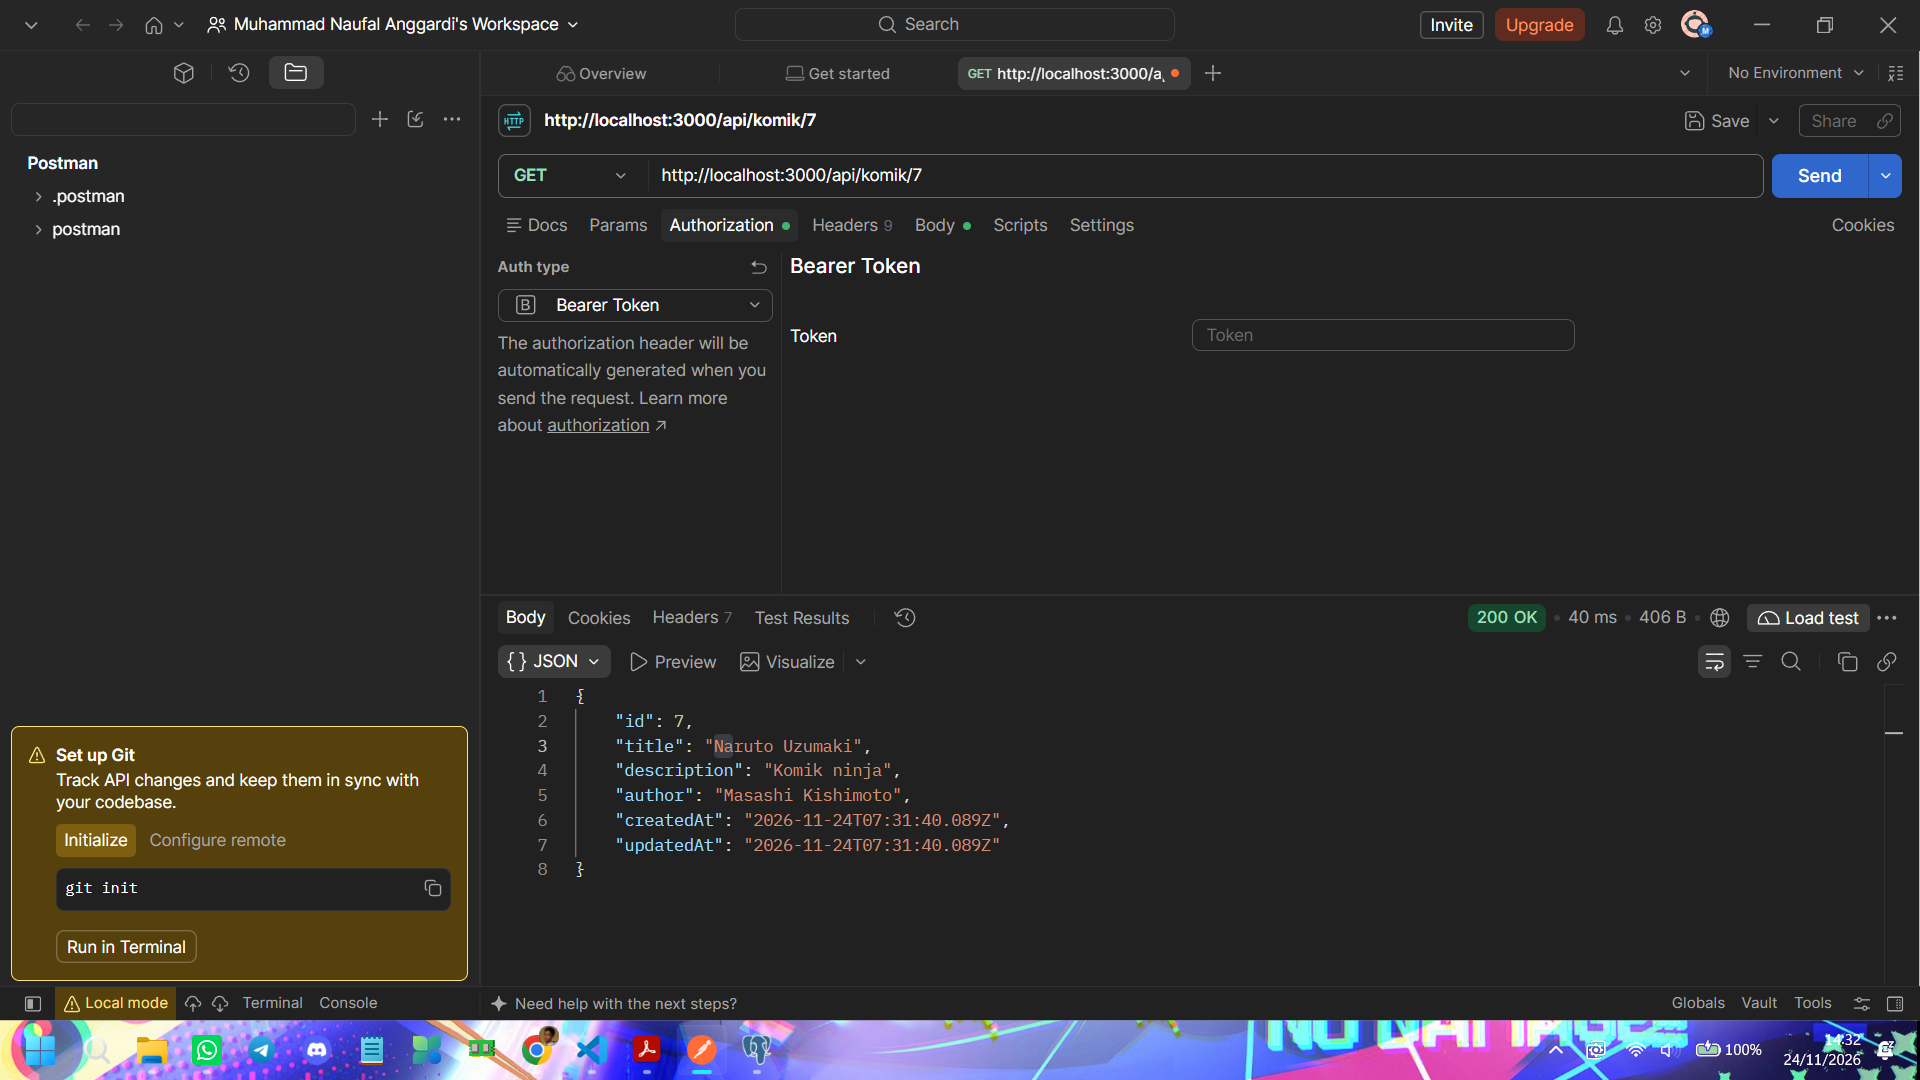 Muhammad Naufal Anggardi's Workspace
Search
Invite
Upgrade
Overview
Get started
GET http://localhost:3000/a
No Environment
HTTP http://localhost:3000/api/komik/7
Save
Share
Postman
.postman
postman
GET http://localhost:3000/api/komik/7
Send
Docs Params Authorization Headers 9 Body Scripts Settings
Cookies
Auth type
B Bearer Token
The authorization header will be
automatically generated when you
send the request. Learn more
about authorization
Bearer Token
Token
Token
Body Cookies Headers 7 Test Results
200 OK • 40 ms • 406 B
Load test
{} JSON
Preview
Visualize
1 {
2 "id": 7,
3 "title": "Naruto Uzumaki",
4 "description": "Komik ninja",
5 "author": "Masashi Kishimoto",
6 "createdAt": "2026-11-24T07:31:40.089Z",
7 "updatedAt": "2026-11-24T07:31:40.089Z"
8 }
Set up Git
Track API changes and keep them in sync with
your codebase.
Initialize Configure remote
git init
Run in Terminal
Local mode
Terminal
Console
Need help with the next steps?
Globals Vault Tools
100%
14:32
24/11/2026